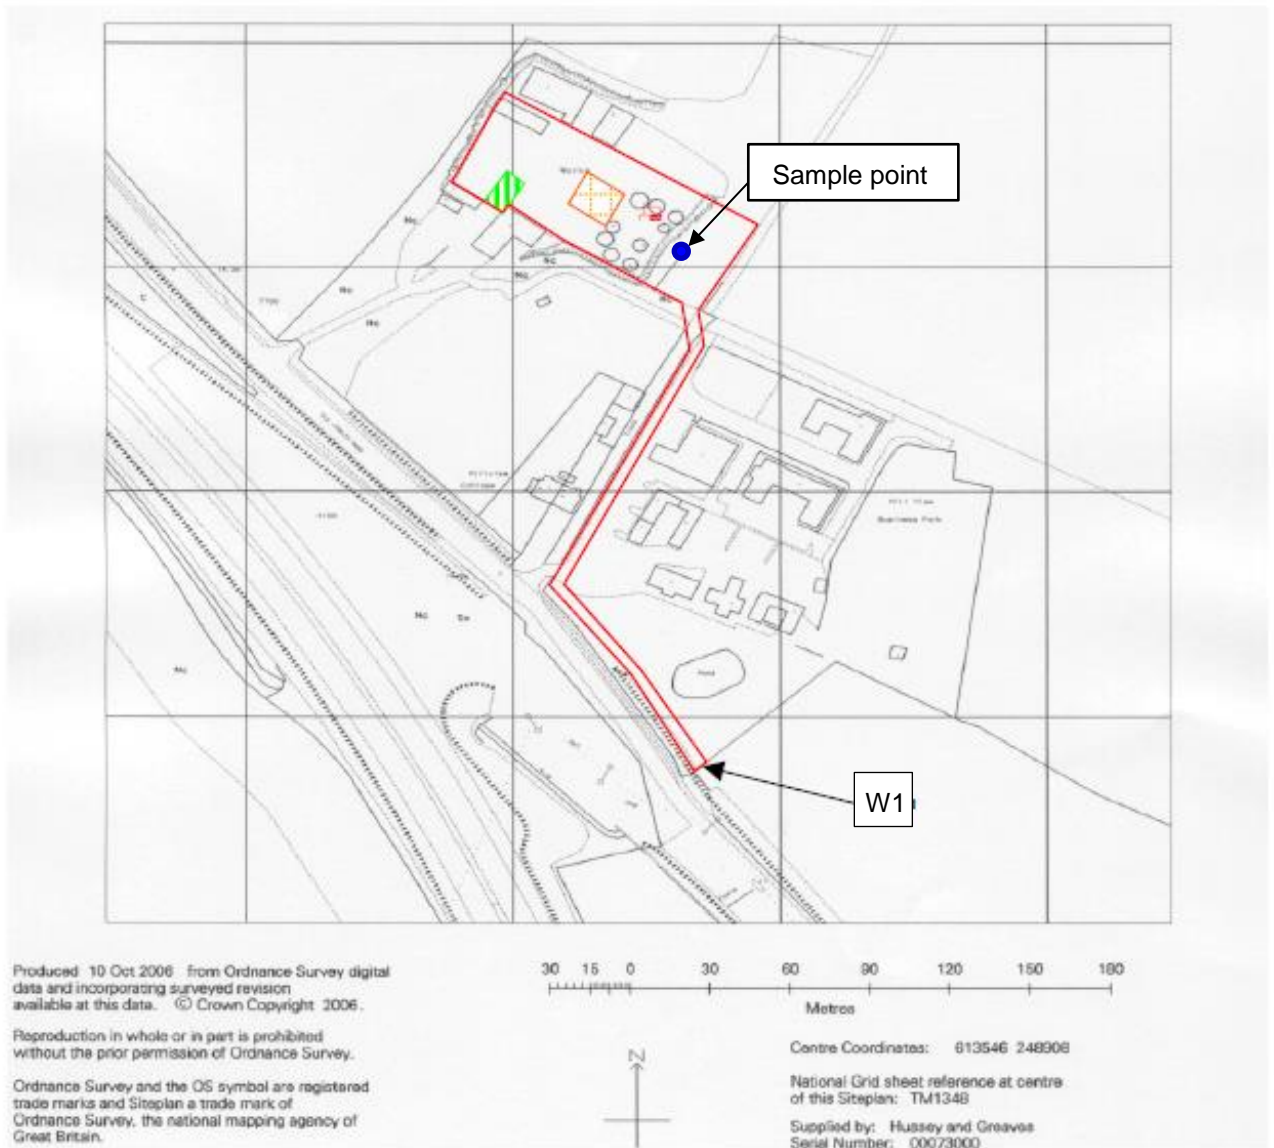 Sample point
W1
Pond
Business Park
Produced 10 Oct 2006 from Ordnance Survey digital
data and incorporating surveyed revision
available at this date. © Crown Copyright 2006.
Reproduction in whole or in part is prohibited
without the prior permission of Ordnance Survey.
Ordnance Survey and the OS symbol are registered
trade marks and Siteplan a trade mark of
Ordnance Survey, the national mapping agency of
Great Britain.
30 15 0 30 60 90 120 150 180
Metres
N
Centre Coordinates: 613546 248908
National Grid sheet reference at centre
of this Siteplan: TM1348
Supplied by: Hussey and Greaves
Serial Number: 00073000